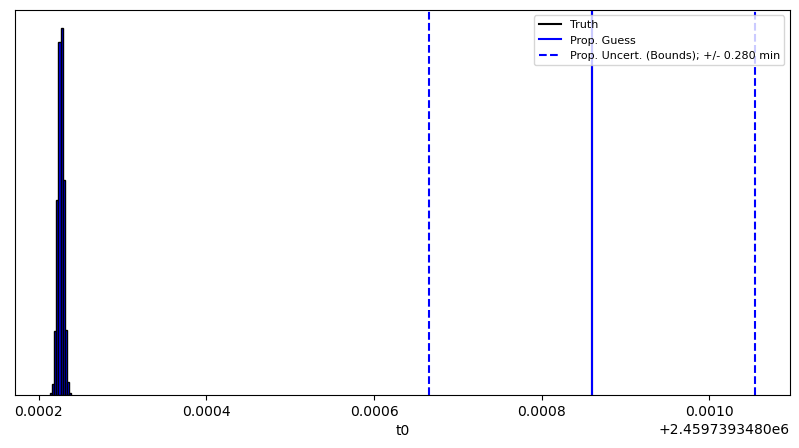 Truth
Prop. Guess
Prop. Uncert. (Bounds); +/- 0.280 min
0.0002 0.0004 0.0006 0.0008 0.0010
t0 +2.4597393480e6